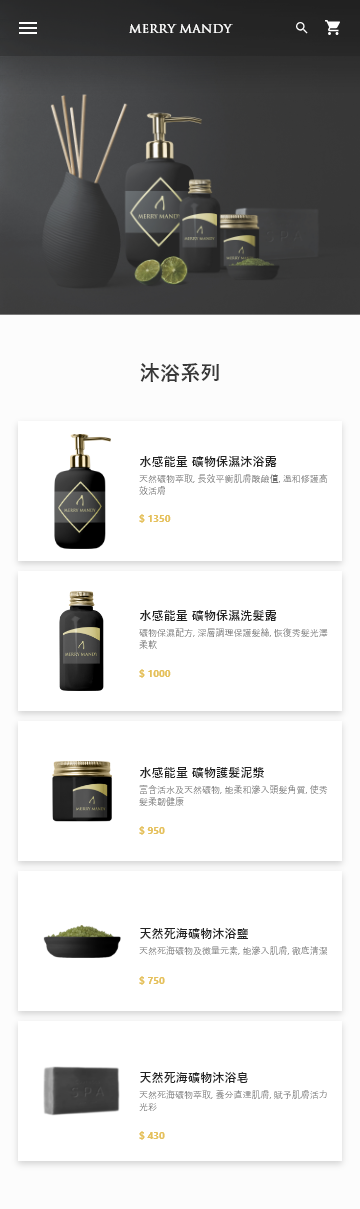 MERRY MANDY
MERRY MANDY
MERRY MANDY
MERRY MANDY
SPA
沐浴系列
MERRY MANDY
水感能量 礦物保濕沐浴露
天然礦物萃取, 長效平衡肌膚酸鹼值, 溫和修護高
效活膚
$ 1350
MERRY MANDY
水感能量 礦物保濕洗髮露
礦物保濕配方, 深層調理保護髮絲, 恢復秀髮光澤
柔軟
$ 1000
MERRY MANDY
水感能量 礦物護髮泥漿
富含活水及天然礦物, 能柔和滲入頭髮角質, 使秀
髮柔韌健康
$ 950
天然死海礦物沐浴鹽
天然死海礦物及微量元素, 能滲入肌膚, 徹底清潔
$ 750
SPA
天然死海礦物沐浴皂
天然死海礦物萃取, 養分直達肌膚, 賦予肌膚活力
光彩
$ 430